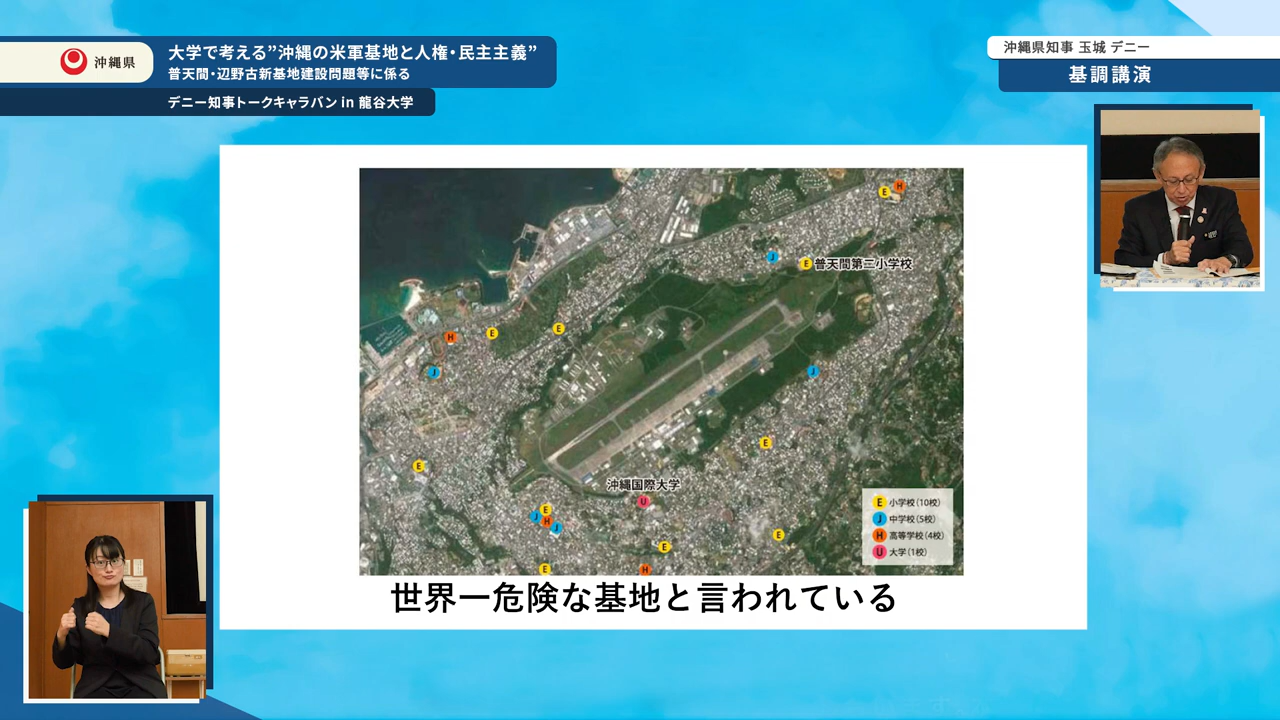 沖縄県
大学で考える”沖縄の米軍基地と人権・民主主義”
普天間・辺野古新基地建設問題等に係る
デニー知事トークキャラバン in 龍谷大学
沖縄県知事 玉城 デニー
基調講演
E
H
J
E 普天間第二小学校
H
E
E
J
J
E
E
沖縄国際大学
U
E
J
H
J
E
E
E
H
E 小学校（10校）
J 中学校（5校）
H 高等学校（4校）
U 大学（1校）
世界一危険な基地と言われている